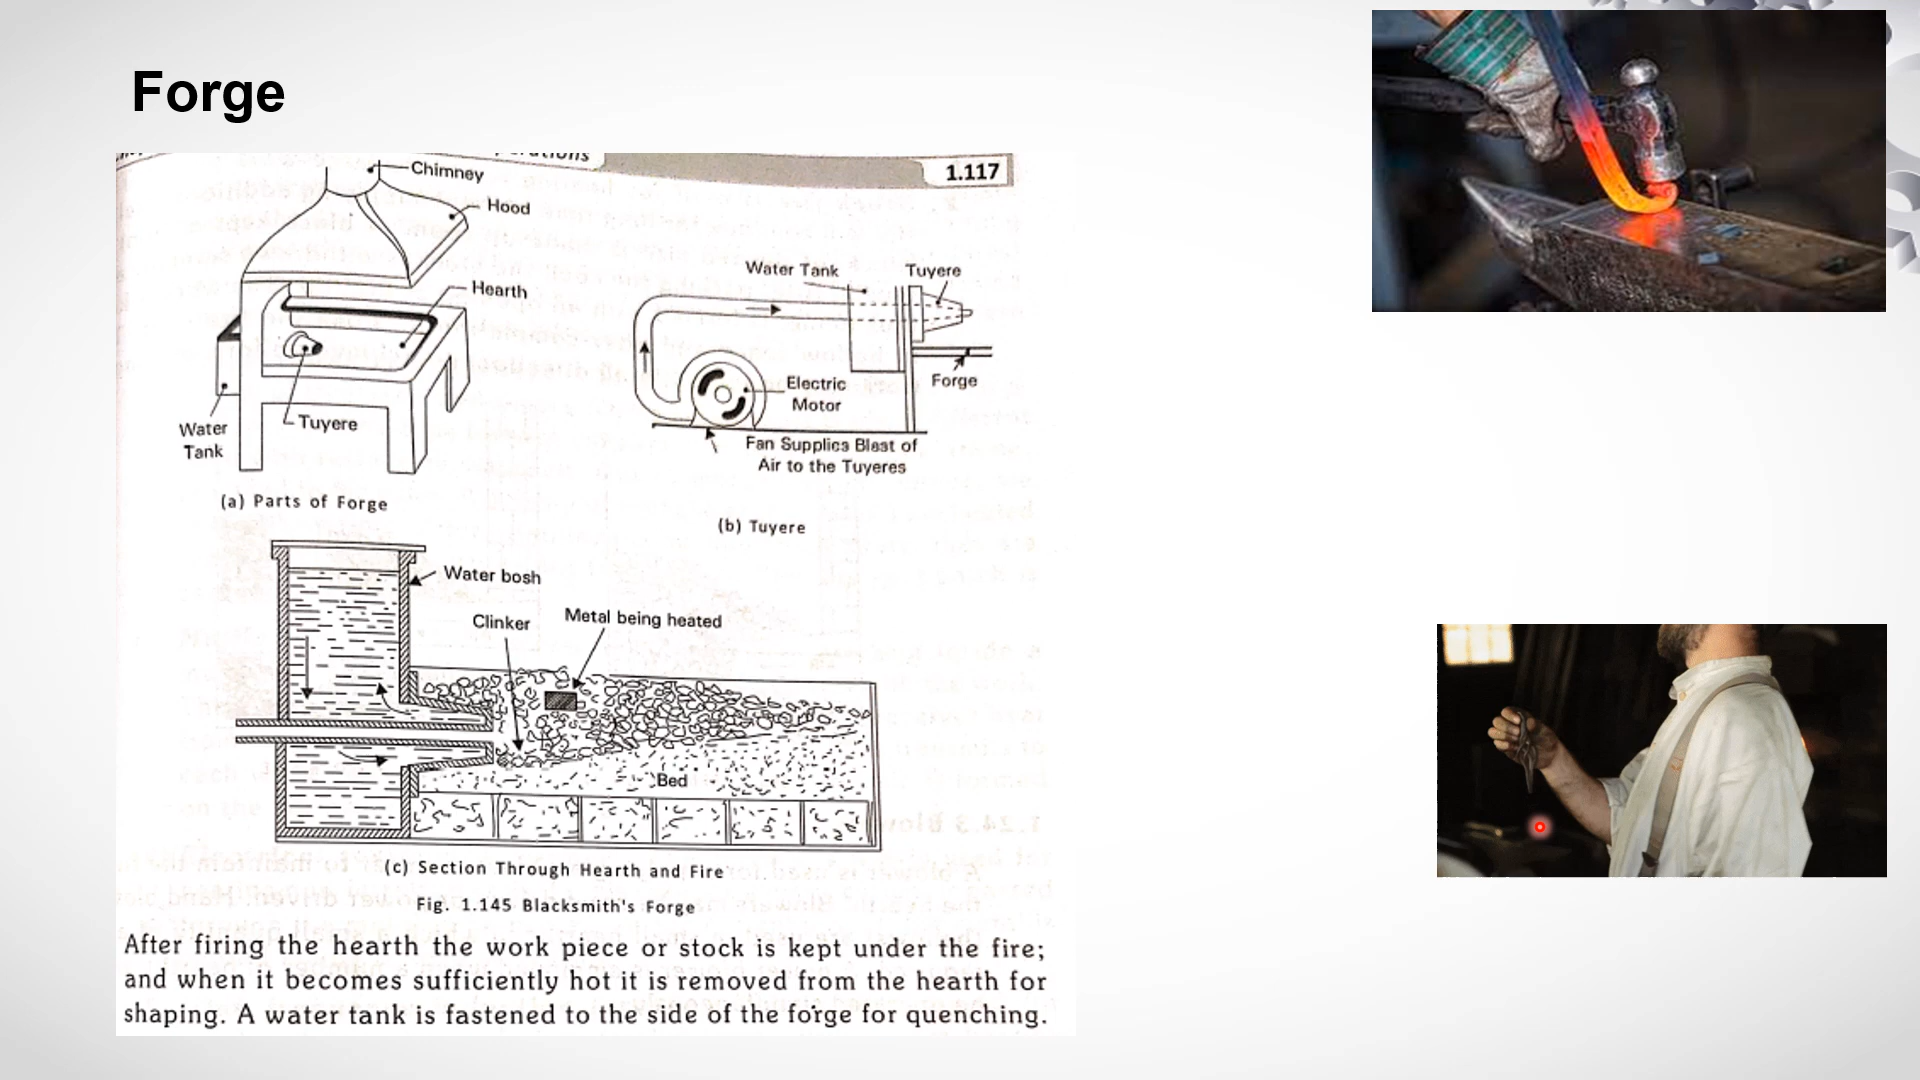 Forge
1.117
Chimney
Hood
Hearth
Water
Tank
Tuyere
(a) Parts of Forge
Water Tank
Tuyere
Electric
Motor
Forge
Fan Supplies Blast of
Air to the Tuyeres
(b) Tuyere
Water bosh
Clinker
Metal being heated
Bed
(c) Section Through Hearth and Fire
Fig. 1.145 Blacksmith's Forge
After firing the hearth the work piece or stock is kept under the fire;
and when it becomes sufficiently hot it is removed from the hearth for
shaping. A water tank is fastened to the side of the forge for quenching.